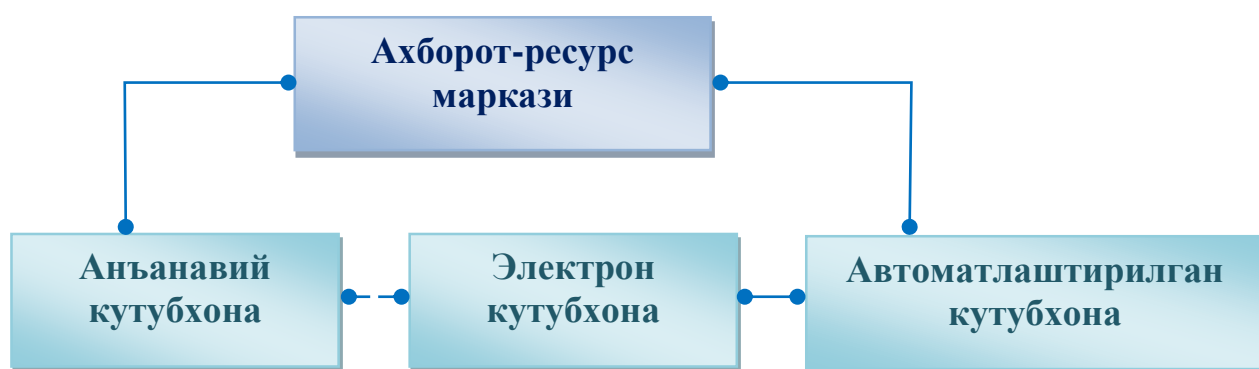 Ахборот-ресурс
маркази
Анъанавий
кутубхона
Электрон
кутубхона
Автоматлаштирилган
кутубхона